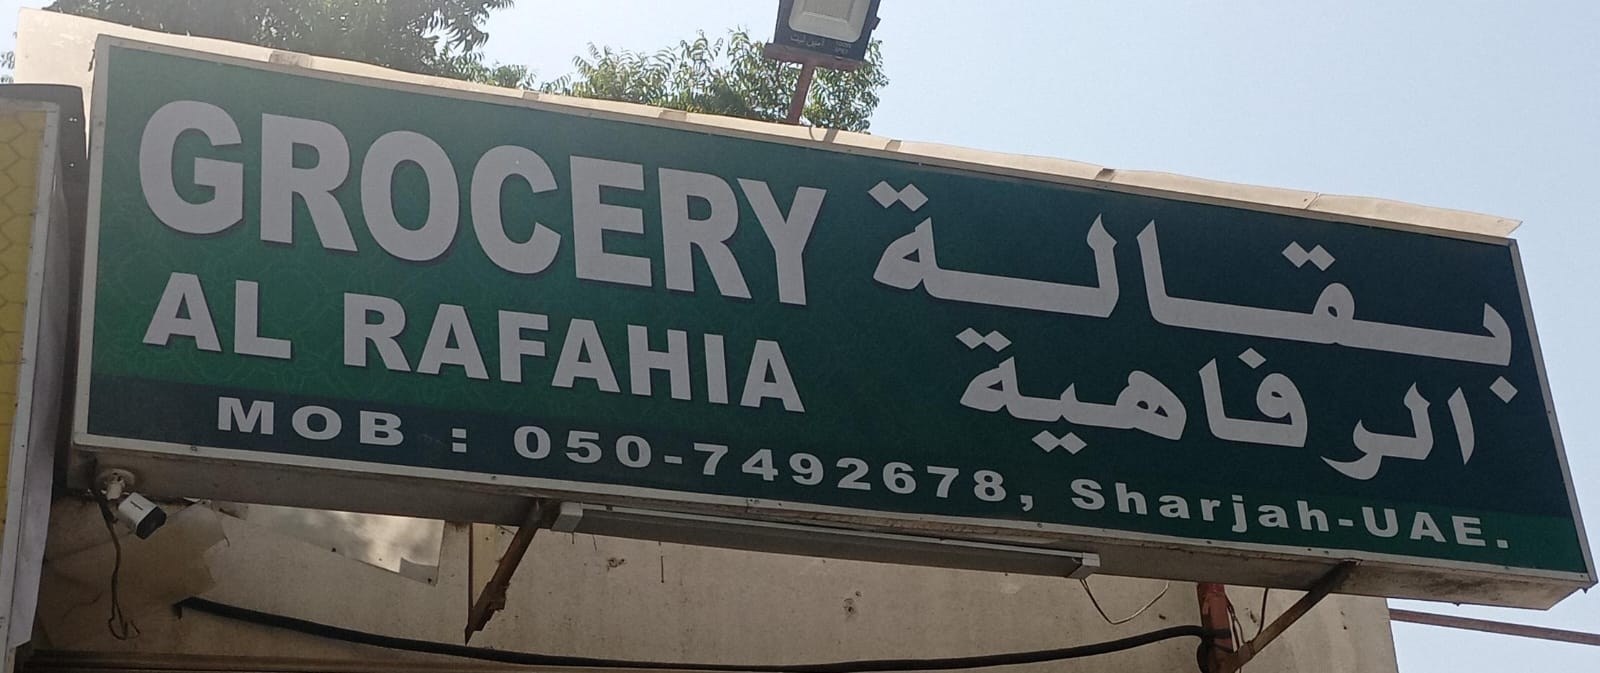 GROCERY
AL RAFAHIA
بقالة
الرفاهية
MOB : 050-7492678, Sharjah-UAE.